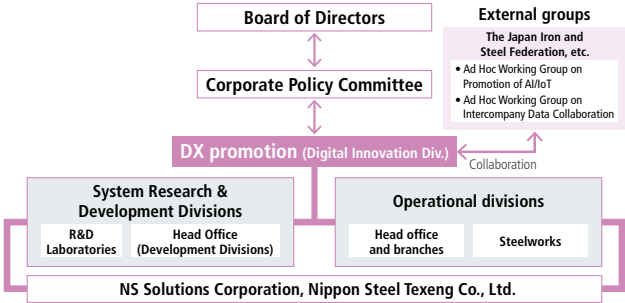 Board of Directors
External groups
The Japan Iron and
Steel Federation, etc.
• Ad Hoc Working Group on
Promotion of AI/IoT
• Ad Hoc Working Group on
Intercompany Data Collaboration
Corporate Policy Committee
DX promotion (Digital Innovation Div.)
Collaboration
System Research &
Development Divisions
R&D
Laboratories
Head Office
(Development Divisions)
Operational divisions
Head office
and branches
Steelworks
NS Solutions Corporation, Nippon Steel Texeng Co., Ltd.